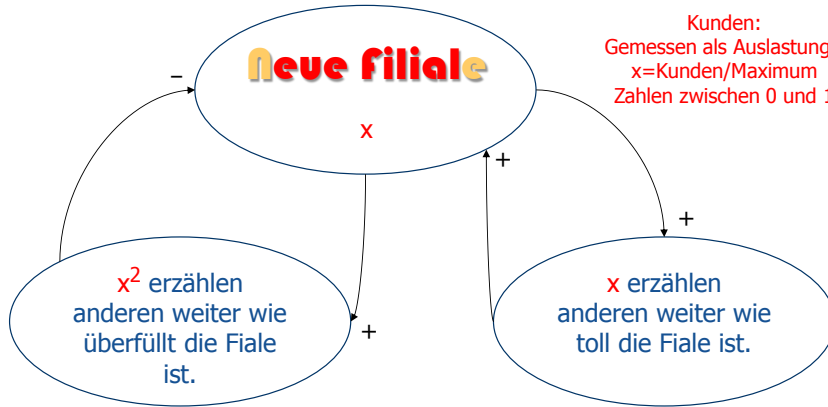 Kunden:
Gemessen als Auslastung
x=Kunden/Maximum
Zahlen zwischen 0 und 1
Neue Filiale
x
–
+
+
+
x² erzählen
anderen weiter wie
überfüllt die Fiale
ist.
x erzählen
anderen weiter wie
toll die Fiale ist.